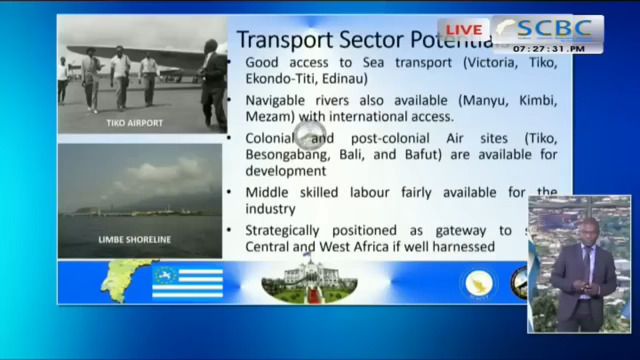 Transport Sector Potential
LIVE
SCBC
07:27:31 PM
• Good access to Sea transport (Victoria, Tiko,
Ekondo-Titi, Edinau)
• Navigable rivers also available (Manyu, Kimbi,
Mezam) with international access.
• Colonial and post-colonial Air sites (Tiko,
Besongabang, Bali, and Bafut) are available for
development
• Middle skilled labour fairly available for the
industry
• Strategically positioned as gateway to
Central and West Africa if well harnessed
TIKO AIRPORT
LIMBE SHORELINE